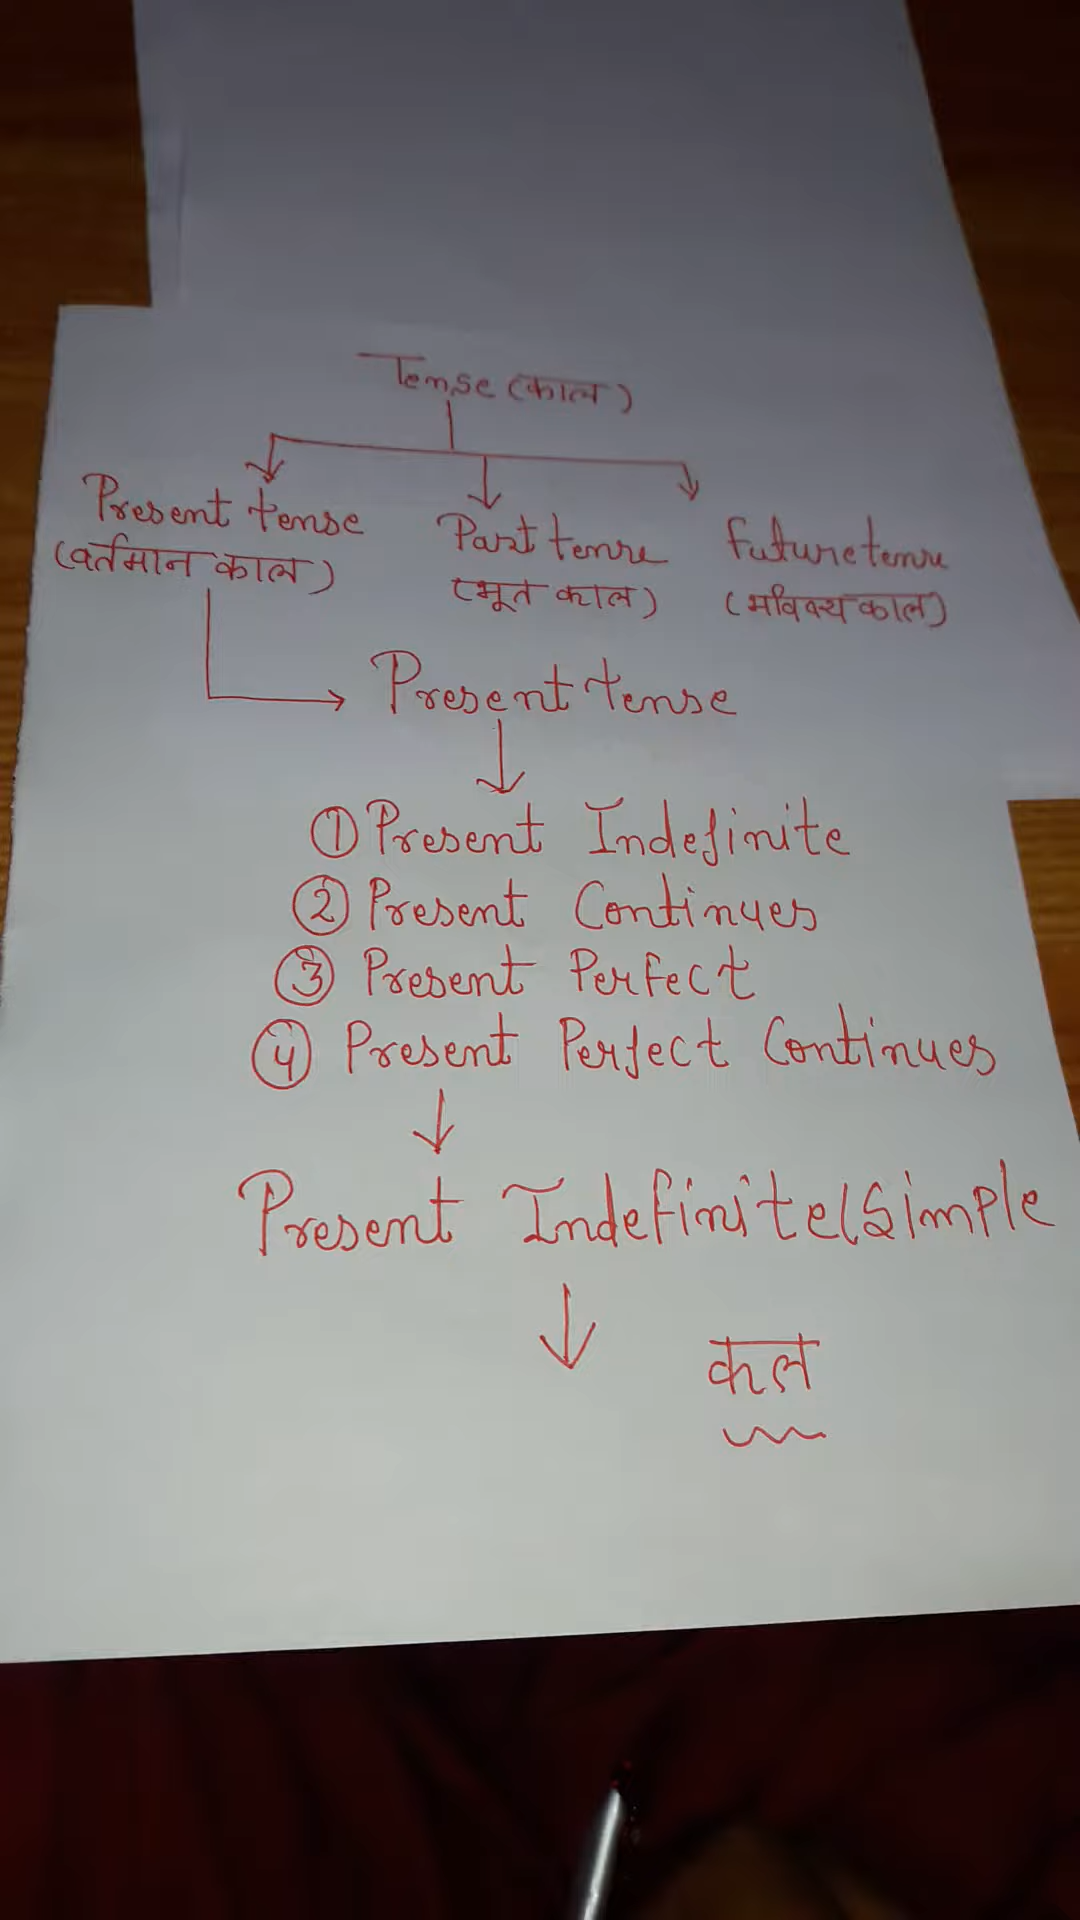 Tense (काल)
Present tense
(वर्तमान काल)
Past tense
(भूत काल)
Future tense
(भविष्य काल)
Present tense
① Present Indefinite
② Present Continues
③ Present Perfect
④ Present Perfect Continues
Present Indefinite/Simple
कल